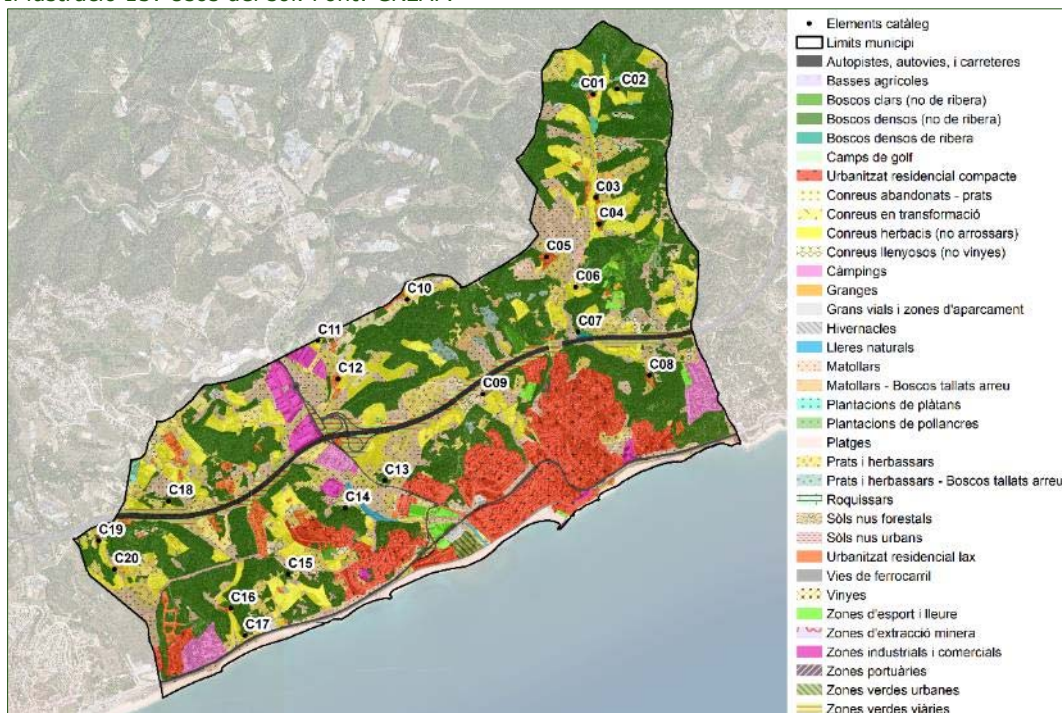 C01
C02
C03
C04
C05
C06
C07
C08
C09
C10
C11
C12
C13
C14
C15
C16
C17
C18
C19
C20
Elements catàleg
Limits municipi
Autopistes, autovies, i carreteres
Basses agrícoles
Boscos clars (no de ribera)
Boscos densos (no de ribera)
Boscos densos de ribera
Camps de golf
Urbanitzat residencial compacte
Conreus abandonats - prats
Conreus en transformació
Conreus herbacis (no arrossars)
Conreus llenyosos (no vinyes)
Càmpings
Granges
Grans vials i zones d'aparcament
Hivernacles
Lleres naturals
Matollars
Matollars - Boscos tallats arreu
Plantacions de plàtans
Plantacions de pollancres
Platges
Prats i herbassars
Prats i herbassars - Boscos tallats arreu
Roquissars
Sòls nus forestals
Sòls nus urbans
Urbanitzat residencial lax
Vies de ferrocarril
Vinyes
Zones d'esport i lleure
Zones d'extracció minera
Zones industrials i comercials
Zones portuàries
Zones verdes urbanes
Zones verdes viàries